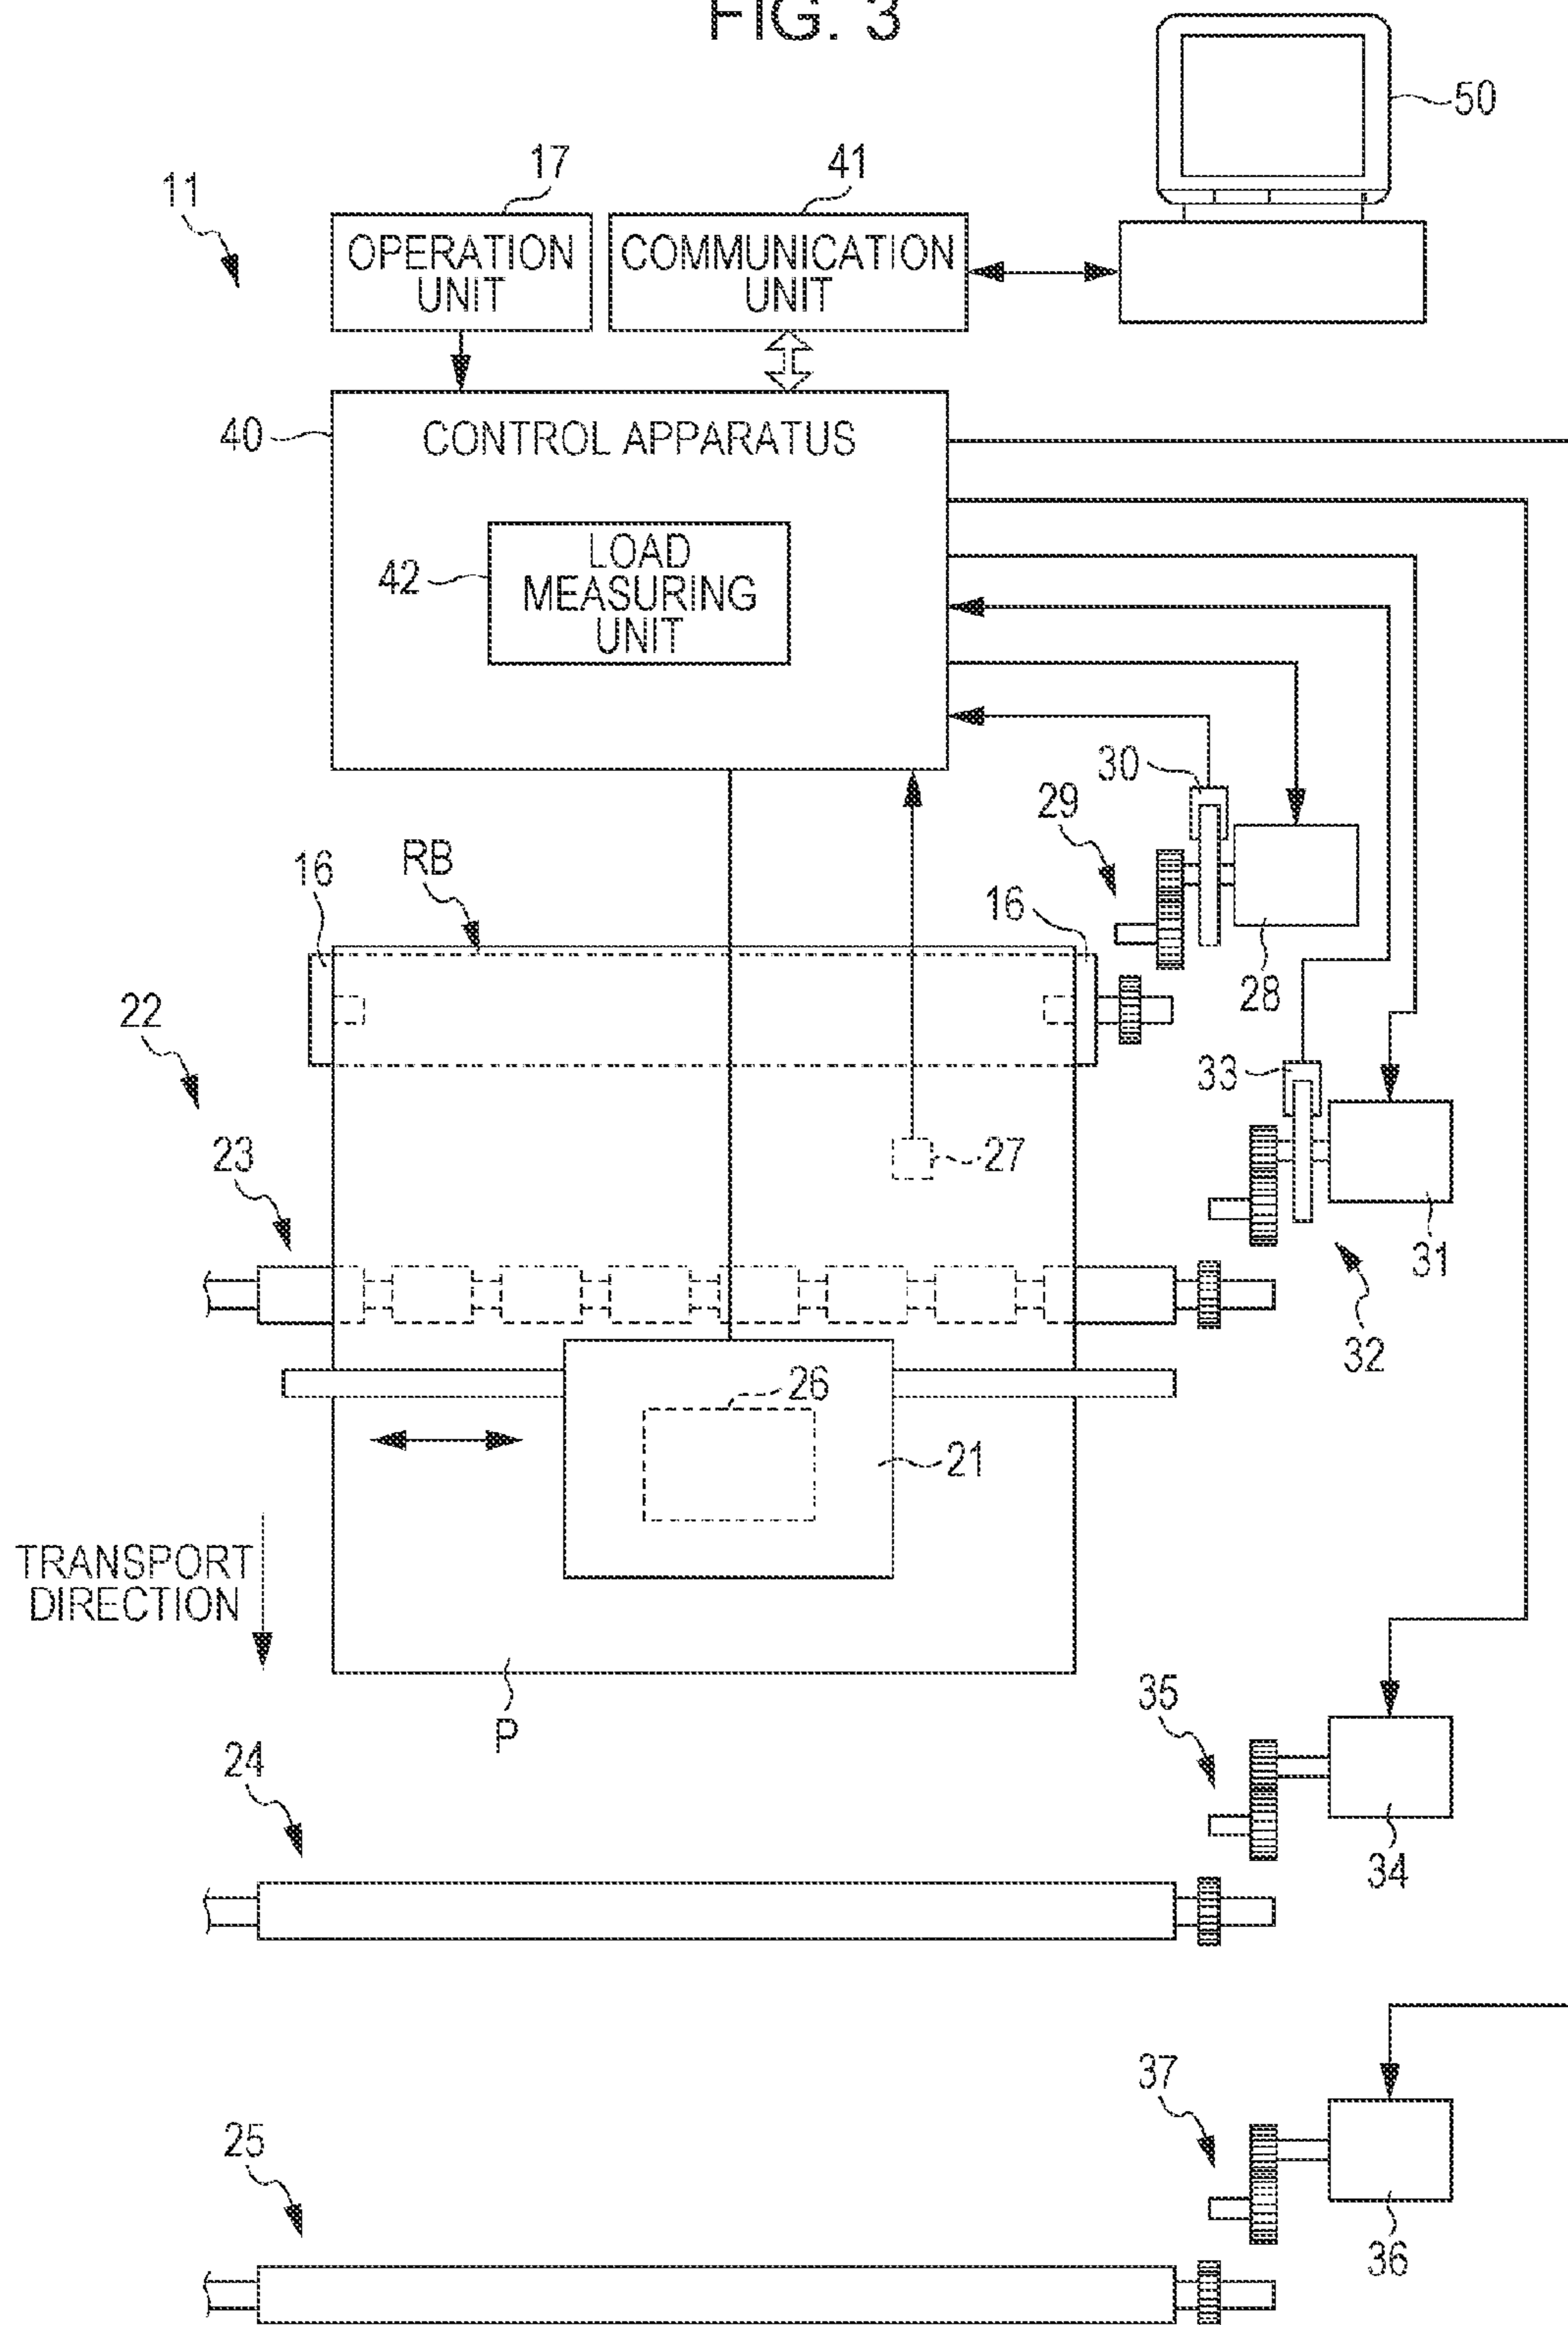 FIG. 3
50
17
41
11
OPERATION
UNIT
COMMUNICATION
UNIT
40
CONTROL APPARATUS
42
LOAD
MEASURING
UNIT
30
29
RB
16
16
28
22
33
23
27
31
32
26
21
TRANSPORT
DIRECTION
P
35
24
34
37
25
36